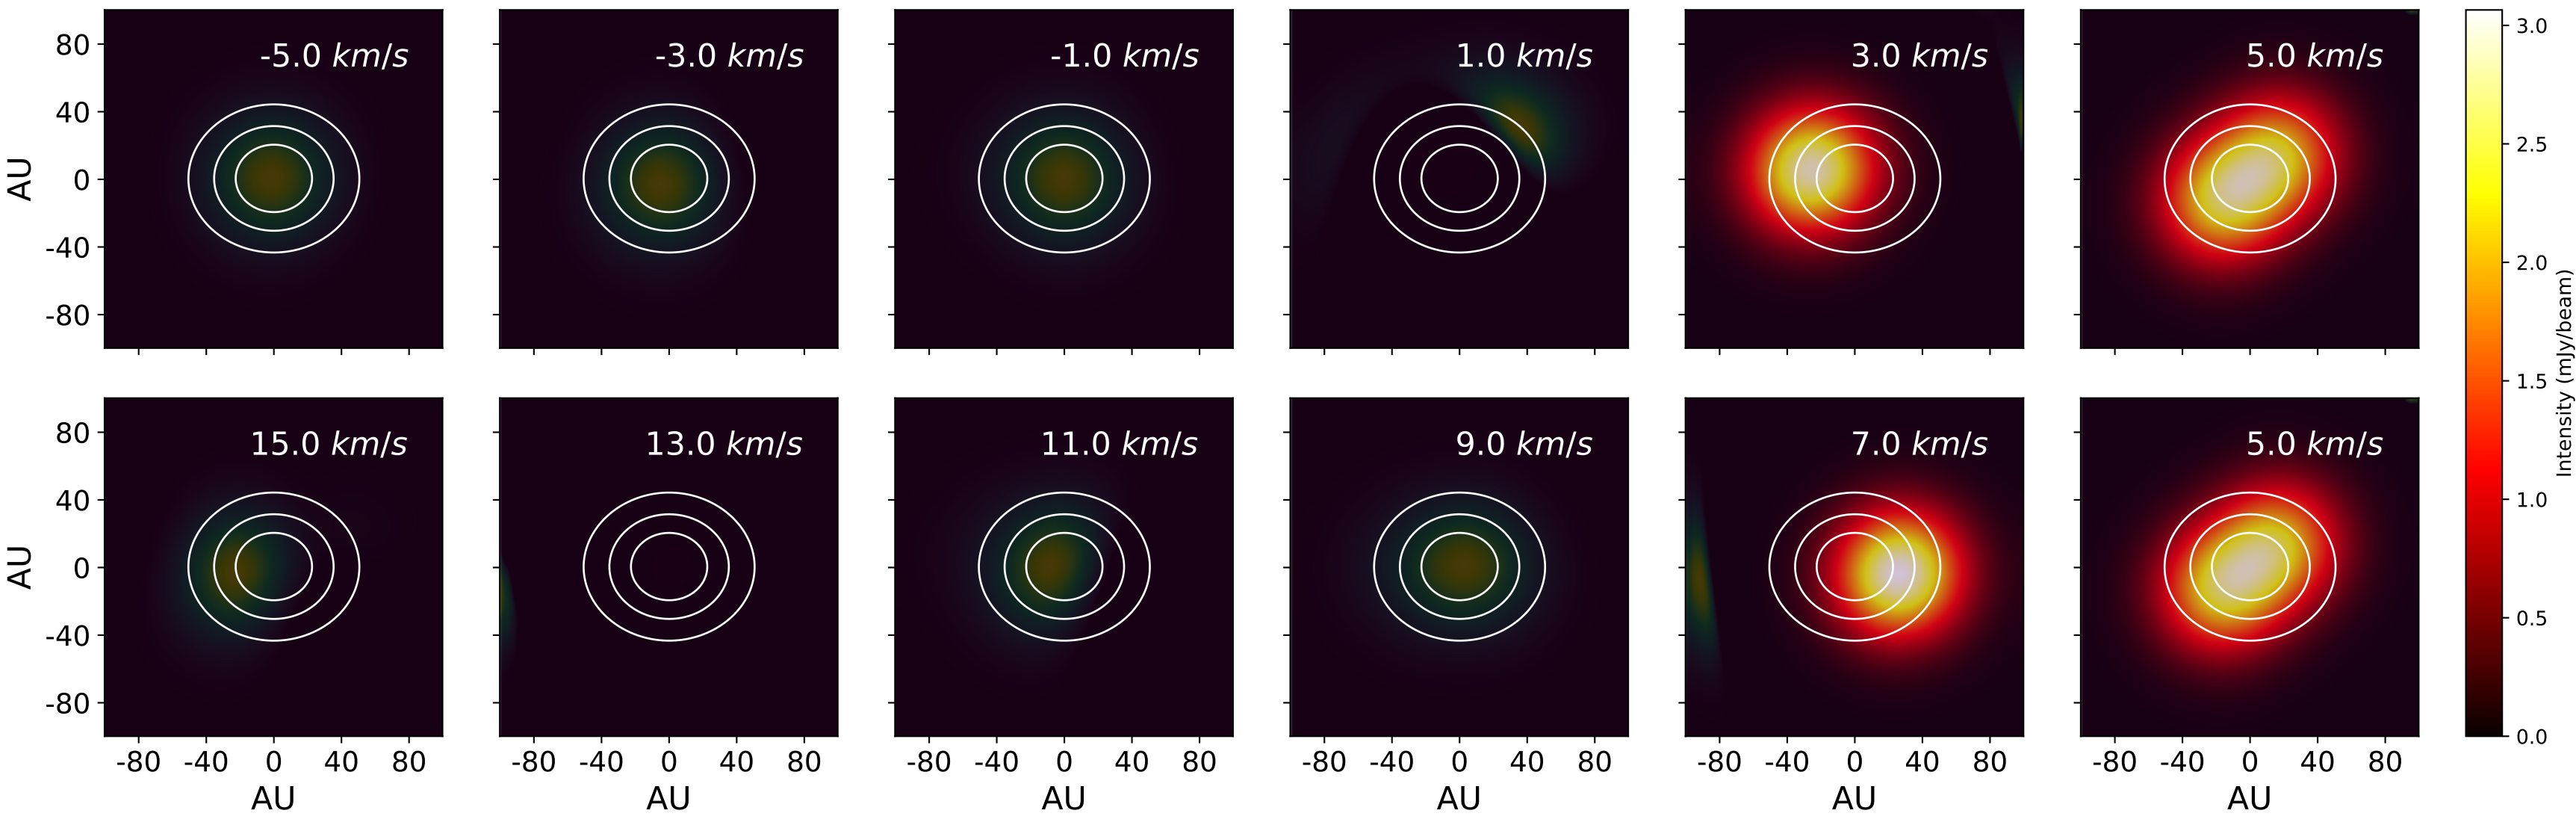 -5.0 km/s
-3.0 km/s
-1.0 km/s
1.0 km/s
3.0 km/s
5.0 km/s
80
40
0
-40
-80
AU
15.0 km/s
13.0 km/s
11.0 km/s
9.0 km/s
7.0 km/s
5.0 km/s
80
40
0
-40
-80
AU
-80 -40 0 40 80
-80 -40 0 40 80
-80 -40 0 40 80
-80 -40 0 40 80
-80 -40 0 40 80
-80 -40 0 40 80
AU
AU
AU
AU
AU
AU
3.0
2.5
2.0
1.5
1.0
0.5
0.0
Intensity (mJy/beam)